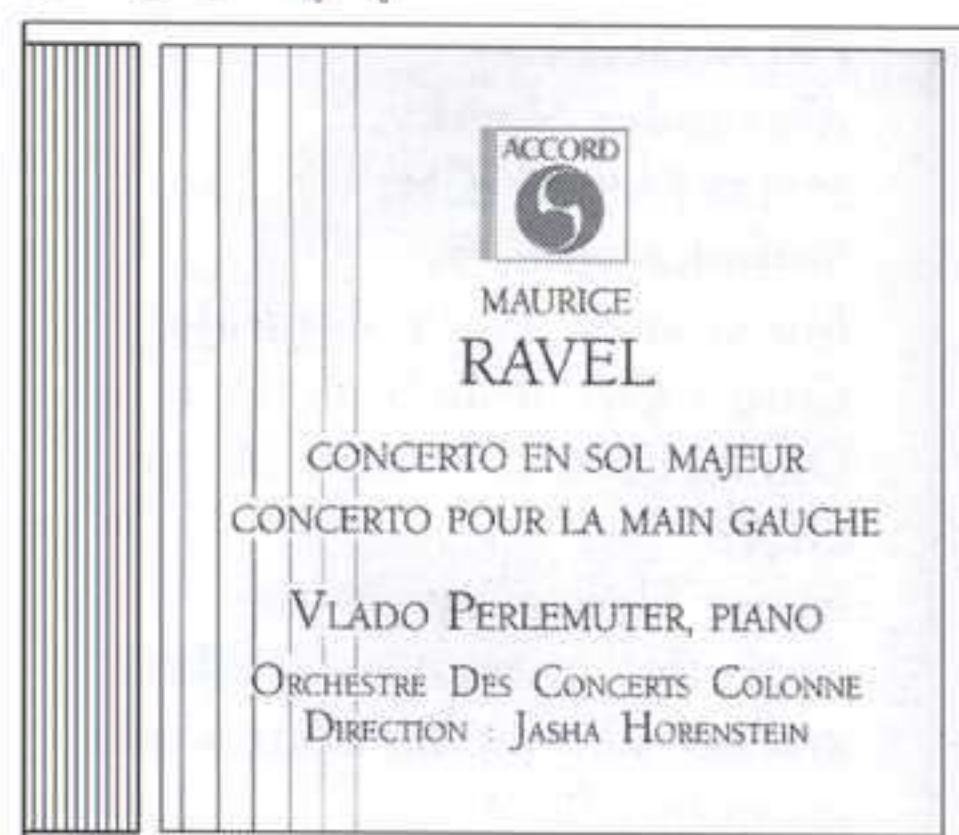 ACCORD
MAURICE
RAVEL
CONCERTO EN SOL MAJEUR
CONCERTO POUR LA MAIN GAUCHE
VLADO PERLEMUTER, PIANO
ORCHESTRE DES CONCERTS COLONNE
DIRECTION : JASHA HORENSTEIN